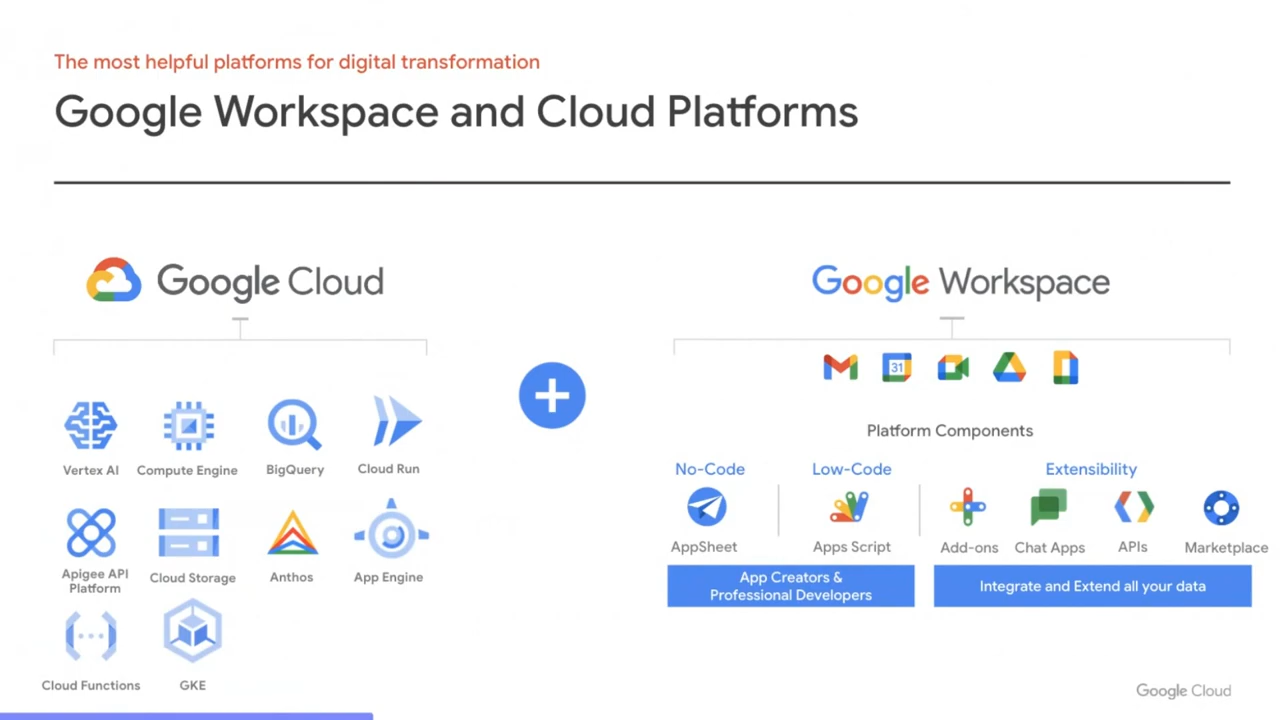 The most helpful platforms for digital transformation
Google Workspace and Cloud Platforms
Google Cloud
Google Workspace
31
Platform Components
No-Code
Low-Code
Extensibility
Vertex AI
Compute Engine
BigQuery
Cloud Run
AppSheet
Apps Script
Add-ons
Chat Apps
APIs
Marketplace
Apigee API
Platform
Cloud Storage
Anthos
App Engine
App Creators &
Professional Developers
Integrate and Extend all your data
Cloud Functions
GKE
Google Cloud